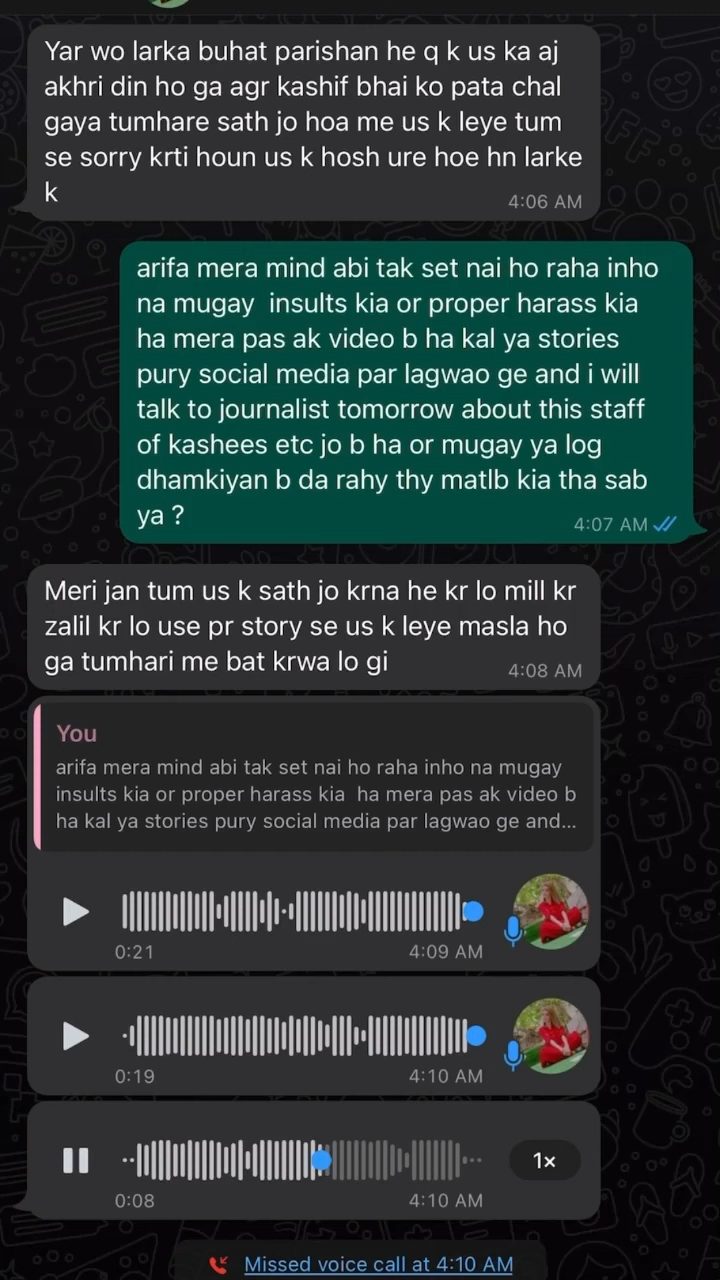 Yar wo larka buhat parishan he q k us ka aj
akhri din ho ga agr kashif bhai ko pata chal
gaya tumhare sath jo hoa me us k leye tum
se sorry krti houn us k hosh ure hoe hn larke
k
4:06 AM
arifa mera mind abi tak set nai ho raha inho
na mugay  insults kia or proper harass kia
ha mera pas ak video b ha kal ya stories
pury social media par lagwao ge and i will
talk to journalist tomorrow about this staff
of kashees etc jo b ha or mugay ya log
dhamkiyan b da rahy thy matlb kia tha sab
ya ?
4:07 AM
Meri jan tum us k sath jo krna he kr lo mill kr
zalil kr lo use pr story se us k leye masla ho
ga tumhari me bat krwa lo gi
4:08 AM
You
arifa mera mind abi tak set nai ho raha inho na mugay
insults kia or proper harass kia  ha mera pas ak video b
ha kal ya stories pury social media par lagwao ge and...
0:21 4:09 AM
0:19 4:10 AM
1x
0:08 4:10 AM
Missed voice call at 4:10 AM